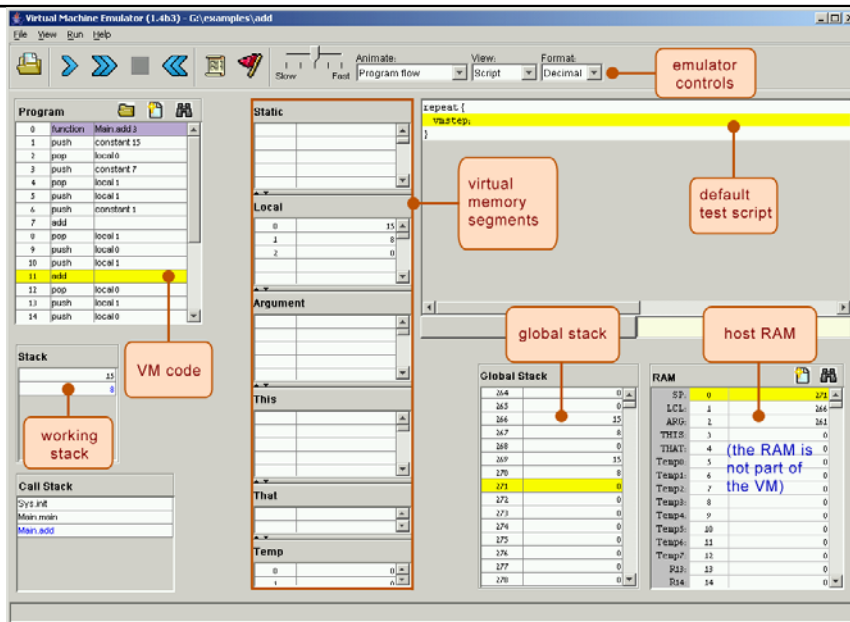 Virtual Machine Emulator (1.4b3) - G:\examples\add
File View Run Help
Slow Fast
Animate:
Program flow
View:
Script
Format:
Decimal
emulator
controls
Program
0 function Main.add 3
1 push constant 15
2 pop local 0
3 push constant 7
4 pop local 1
5 push local 1
6 push constant 1
7 add
8 pop local 1
9 push local 0
10 push local 1
11 add
12 pop local 0
13 push local 1
14 push local 0
VM code
Stack
15
8
working
stack
Call Stack
Sys.init
Main.main
Main.add
Static
Local
0 15
1 8
2 0
Argument
This
That
Temp
0 0
1 0
virtual
memory
segments
repeat {
vmstep;
}
default
test script
global stack
host RAM
Global Stack
264 0
265 0
266 15
267 8
268 0
269 15
270 8
271 0
272 0
273 0
274 0
275 0
276 0
277 0
278 0
RAM
SP: 0 271
LCL: 1 266
ARG: 2 261
THIS: 3 0
THAT: 4 0
Temp0: 5 0
Temp1: 6 0
Temp2: 7 0
Temp3: 8 0
Temp4: 9 0
Temp5: 10 0
Temp6: 11 0
Temp7: 12 0
R13: 13 0
R14: 14 0
(the RAM is
not part of
the VM)